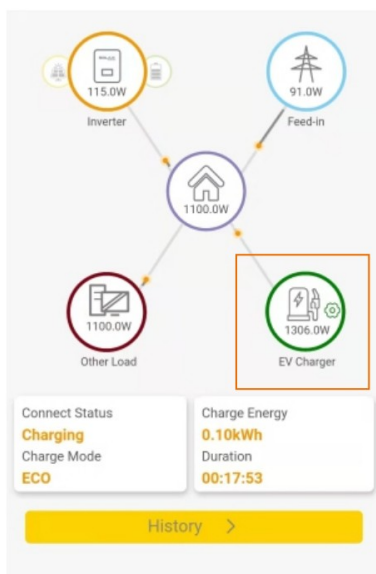 115.0W
91.0W
Inverter
Feed-in
1100.0W
1100.0W
1306.0W
Other Load
EV Charger
Connect Status
Charging
Charge Mode
ECO
Charge Energy
0.10kWh
Duration
00:17:53
History >